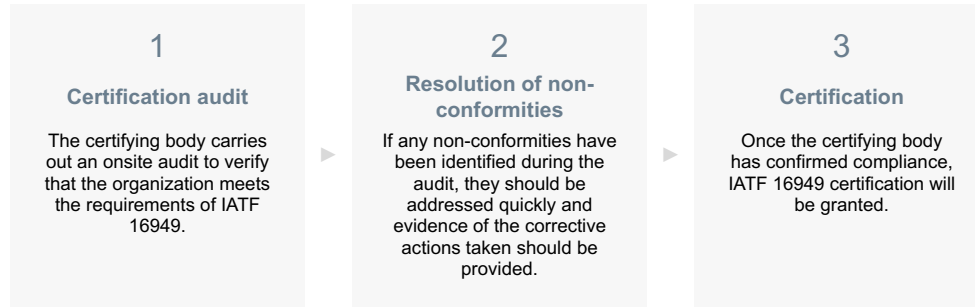 1
Certification audit
The certifying body carries
out an onsite audit to verify
that the organization meets
the requirements of IATF
16949.
2
Resolution of non-
conformities
If any non-conformities have
been identified during the
audit, they should be
addressed quickly and
evidence of the corrective
actions taken should be
provided.
3
Certification
Once the certifying body
has confirmed compliance,
IATF 16949 certification will
be granted.